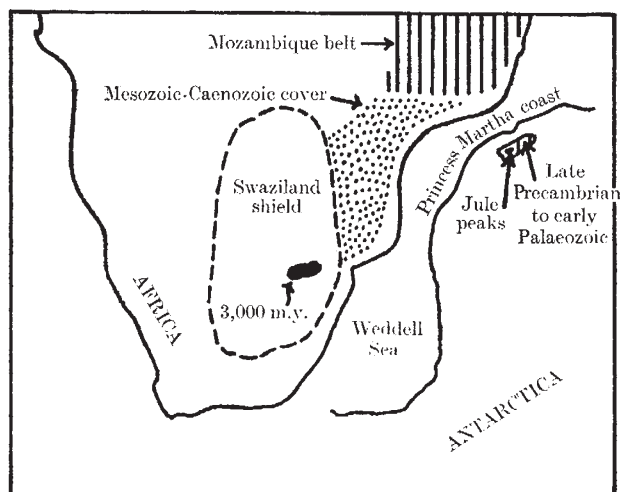 Mozambique belt
Mesozoic-Caenozoic cover
Princess Martha coast
Swaziland
shield
Jule
peaks
Late
Precambrian
to early
Palaeozoic
3,000 m.y.
AFRICA
Weddell
Sea
ANTARCTICA